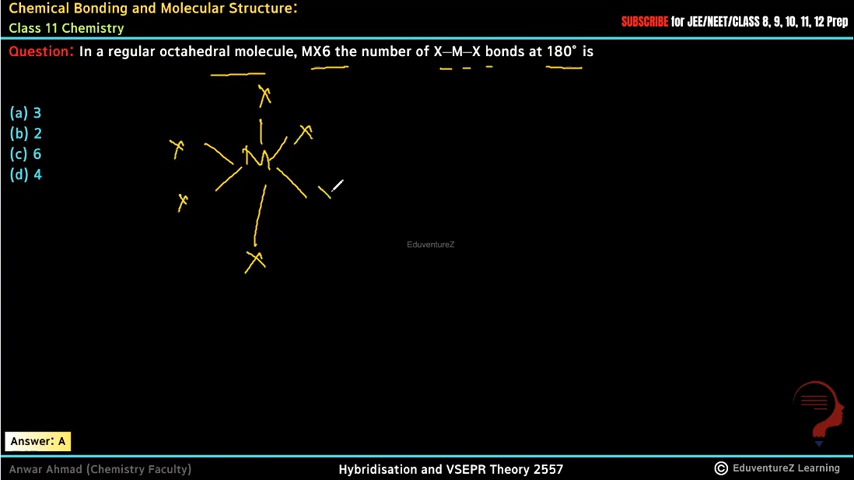 Chemical Bonding and Molecular Structure:
SUBSCRIBE for JEE/NEET/CLASS 8, 9, 10, 11, 12 Prep
Class 11 Chemistry
Question: In a regular octahedral molecule, MX6 the number of X–M–X bonds at 180° is
(a) 3
(b) 2
(c) 6
(d) 4
X
X
X
M
X
X
EduventureZ
Answer: A
Anwar Ahmad (Chemistry Faculty)
Hybridisation and VSEPR Theory 2557
© EduventureZ Learning